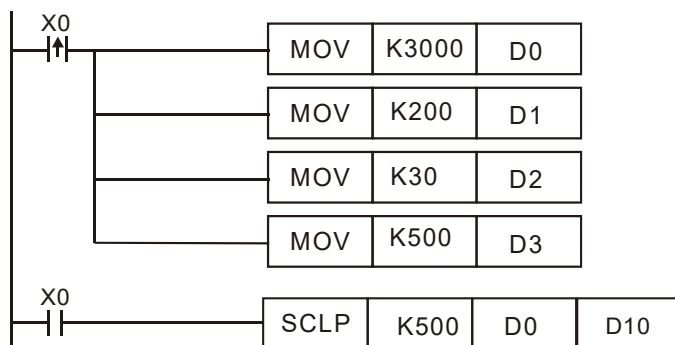 X0
MOV K3000 D0
MOV K200 D1
MOV K30 D2
MOV K500 D3
X0
SCLP K500 D0 D10